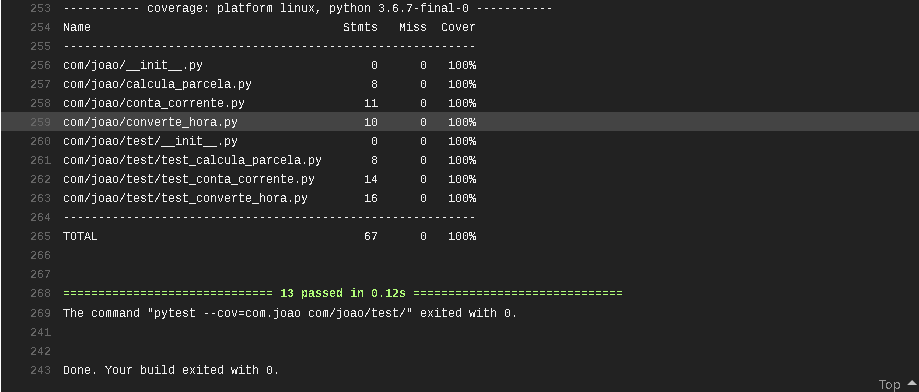 253 ----------- coverage: platform linux, python 3.6.7-final-0 -----------
254 Name                                    Stmts   Miss  Cover
255 -----------------------------------------------------------
256 com/joao/__init__.py                        0      0   100%
257 com/joao/calcula_parcela.py                 8      0   100%
258 com/joao/conta_corrente.py                 11      0   100%
259 com/joao/converte_hora.py                  10      0   100%
260 com/joao/test/__init__.py                   0      0   100%
261 com/joao/test/test_calcula_parcela.py       8      0   100%
262 com/joao/test/test_conta_corrente.py       14      0   100%
263 com/joao/test/test_converte_hora.py        16      0   100%
264 -----------------------------------------------------------
265 TOTAL                                      67      0   100%
266
267
268 ============================== 13 passed in 0.12s ==============================
269 The command "pytest --cov=com.joao com/joao/test/" exited with 0.
241
242
243 Done. Your build exited with 0.
Top